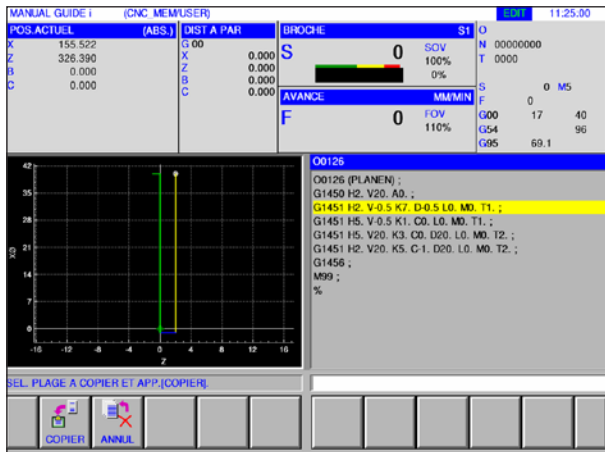 MANUAL GUIDE i (CNC_MEM/USER) EDIT 11:25:00
POS.ACTUEL (ABS.) DIST A PAR BROCHE S1 O
X 155.522 G 00 S 0 SOV N 00000000
Z 326.390 X 0.000 100% T 0000
B 0.000 Z 0.000 0%
C 0.000 B 0.000 S 0 M5
C 0.000 AVANCE MM/MIN F 0
F 0 FOV G00 17 40
110% G54 96
G95 69.1
O0126
O0126 (PLANEN) ;
G1450 H2. V20. A0. ;
G1451 H2. V-0.5 K7. D-0.5 L0. M0. T1. ;
G1451 H5. V-0.5 K1. C0. L0. M0. T1. ;
G1451 H5. V20. K3. C0. D20. L0. M0. T2. ;
G1451 H2. V20. K5. C-1. D20. L0. M0. T2. ;
G1456 ;
M99 ;
%
42
35
28
21
14
7
0
XØ
-16 -12 -8 -4 0 4 8 12 16
Z
SEL. PLAGE A COPIER ET APP.[COPIER].
COPIER ANNUL